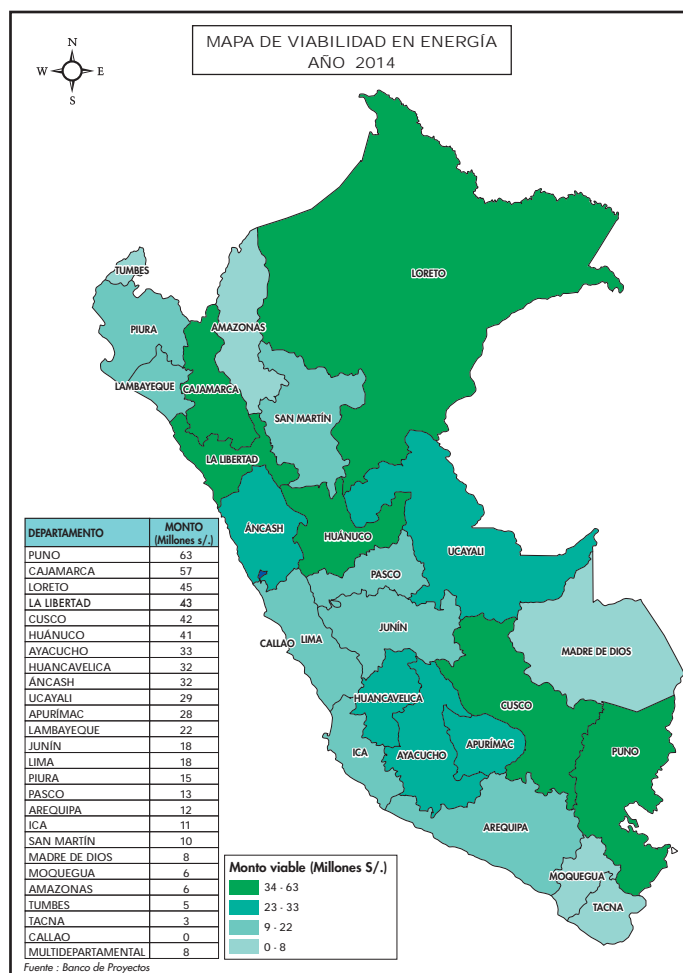 MAPA DE VIABILIDAD EN ENERGÍA
AÑO 2014
N
W E
S
LORETO
TUMBES
PIURA
AMAZONAS
LAMBAYEQUE
CAJAMARCA
SAN MARTÍN
LA LIBERTAD
ÁNCASH
HUÁNUCO
UCAYALI
PASCO
CALLAO
LIMA
JUNÍN
MADRE DE DIOS
HUANCAVELICA
CUSCO
ICA
AYACUCHO
APURÍMAC
PUNO
AREQUIPA
MOQUEGUA
TACNA
DEPARTAMENTO MONTO (Millones s/.)
PUNO 63
CAJAMARCA 57
LORETO 45
LA LIBERTAD 43
CUSCO 42
HUÁNUCO 41
AYACUCHO 33
HUANCAVELICA 32
ÁNCASH 32
UCAYALI 29
APURÍMAC 28
LAMBAYEQUE 22
JUNÍN 18
LIMA 18
PIURA 15
PASCO 13
AREQUIPA 12
ICA 11
SAN MARTÍN 10
MADRE DE DIOS 8
MOQUEGUA 6
AMAZONAS 6
TUMBES 5
TACNA 3
CALLAO 0
MULTIDEPARTAMENTAL 8
Fuente : Banco de Proyectos
Monto viable (Millones S/.)
34 - 63
23 - 33
9 - 22
0 - 8